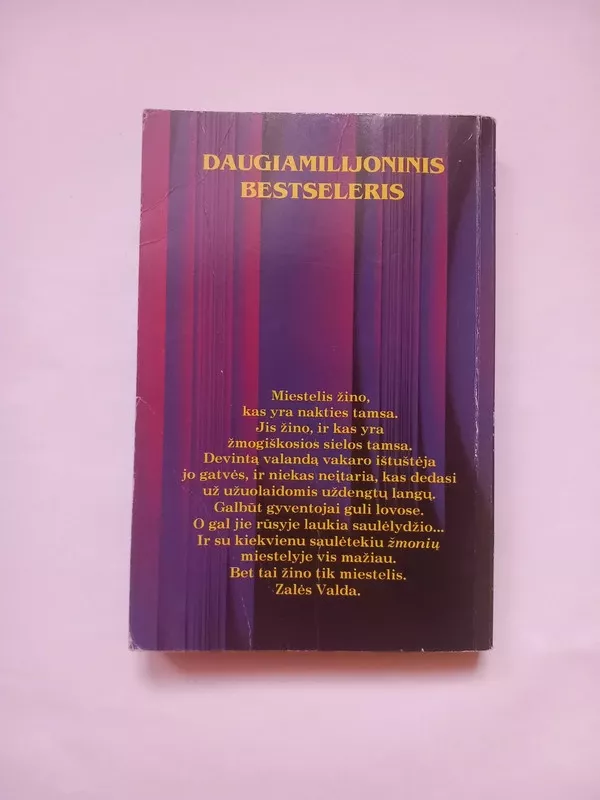 DAUGIAMILIJONINIS
BESTSELERIS
Miestelis žino,
kas yra nakties tamsa.
Jis žino, ir kas yra
žmogiškosios sielos tamsa.
Devintą valandą vakaro ištuštėja
jo gatvės, ir niekas neįtaria, kas dedasi
už užuolaidomis uždengtų langų.
Galbūt gyventojai guli lovose.
O gal jie rūsyje laukia saulėlydžio...
Ir su kiekvienu saulėtekiu žmonių
miestelyje vis mažiau.
Bet tai žino tik miestelis.
Zalės Valda.